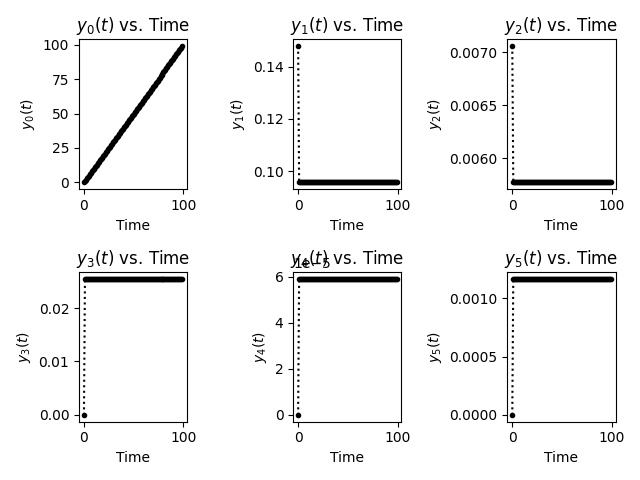 y₀(t) vs. Time
100
75
50
25
0
y₀(t)
0
100
Time
y₁(t) vs. Time
0.14
0.12
0.10
y₁(t)
0
100
Time
y₂(t) vs. Time
0.0070
0.0065
0.0060
y₂(t)
0
100
Time
y₃(t) vs. Time
0.02
0.01
0.00
y₃(t)
0
100
Time
y₄(t) vs. Time
1e−5
6
4
2
0
y₄(t)
0
100
Time
y₅(t) vs. Time
0.0010
0.0005
0.0000
y₅(t)
0
100
Time